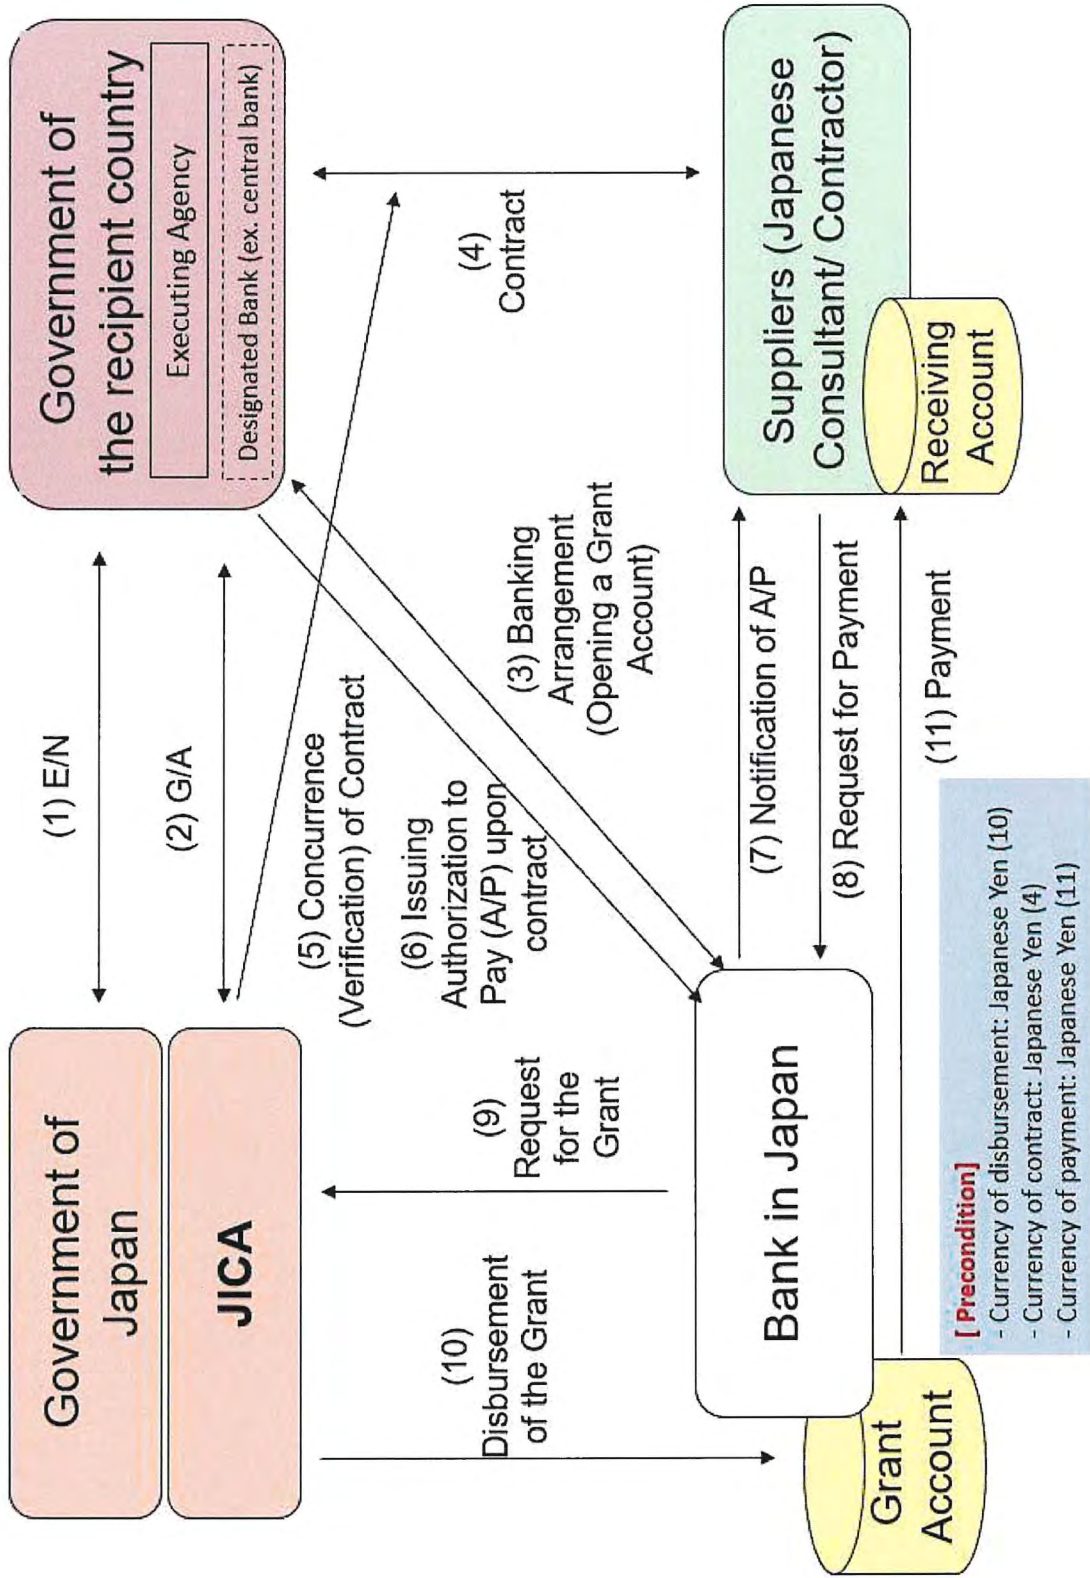 Government of
Japan
JICA
(1) E/N
(2) G/A
Government of
the recipient country
Executing Agency
Designated Bank (ex. central bank)
(5) Concurrence
(Verification) of Contract
(6) Issuing
Authorization to
Pay (A/P) upon
contract
(3) Banking
Arrangement
(Opening a Grant
Account)
(4)
Contract
(9)
Request
for the
Grant
(10)
Disbursement
of the Grant
Bank in Japan
Grant
Account
(7) Notification of A/P
(8) Request for Payment
(11) Payment
Suppliers (Japanese
Consultant/ Contractor)
Receiving
Account
[ Precondition]
- Currency of disbursement: Japanese Yen (10)
- Currency of contract: Japanese Yen (4)
- Currency of payment: Japanese Yen (11)